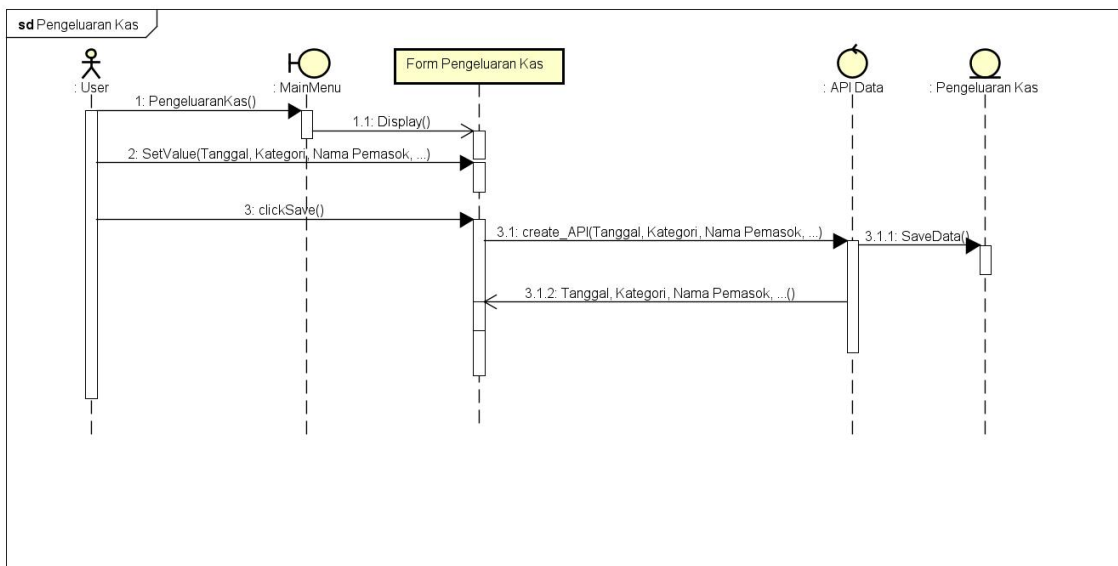 sd Pengeluaran Kas
Form Pengeluaran Kas
: User
: MainMenu
: API Data
: Pengeluaran Kas
1: PengeluaranKas()
1.1: Display()
2: SetValue(Tanggal, Kategori, Nama Pemasok, ...)
3: clickSave()
3.1: create_API(Tanggal, Kategori, Nama Pemasok, ...)
3.1.1: SaveData()
3.1.2: Tanggal, Kategori, Nama Pemasok, ...()